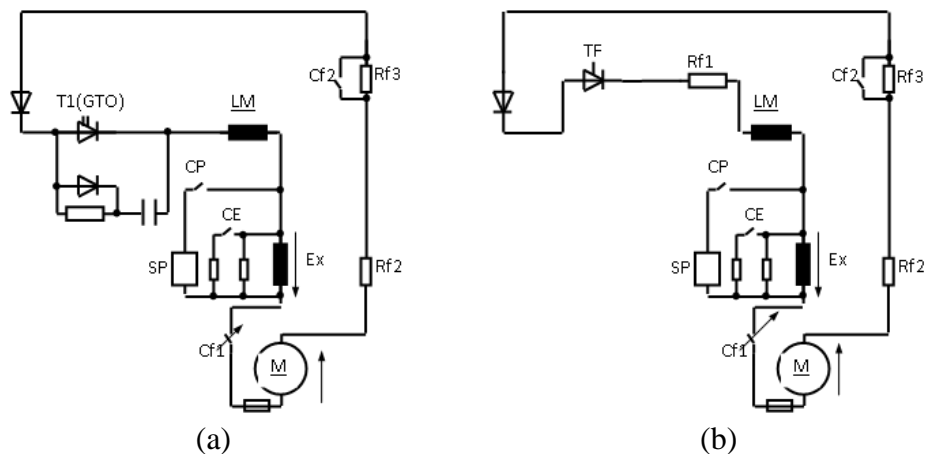 Cf2
Rf3
T1(GTO)
LM
CP
CE
SP
Ex
Rf2
Cf1
M
(a)
TF
Rf1
Cf2
Rf3
LM
CP
CE
SP
Ex
Rf2
Cf1
M
(b)